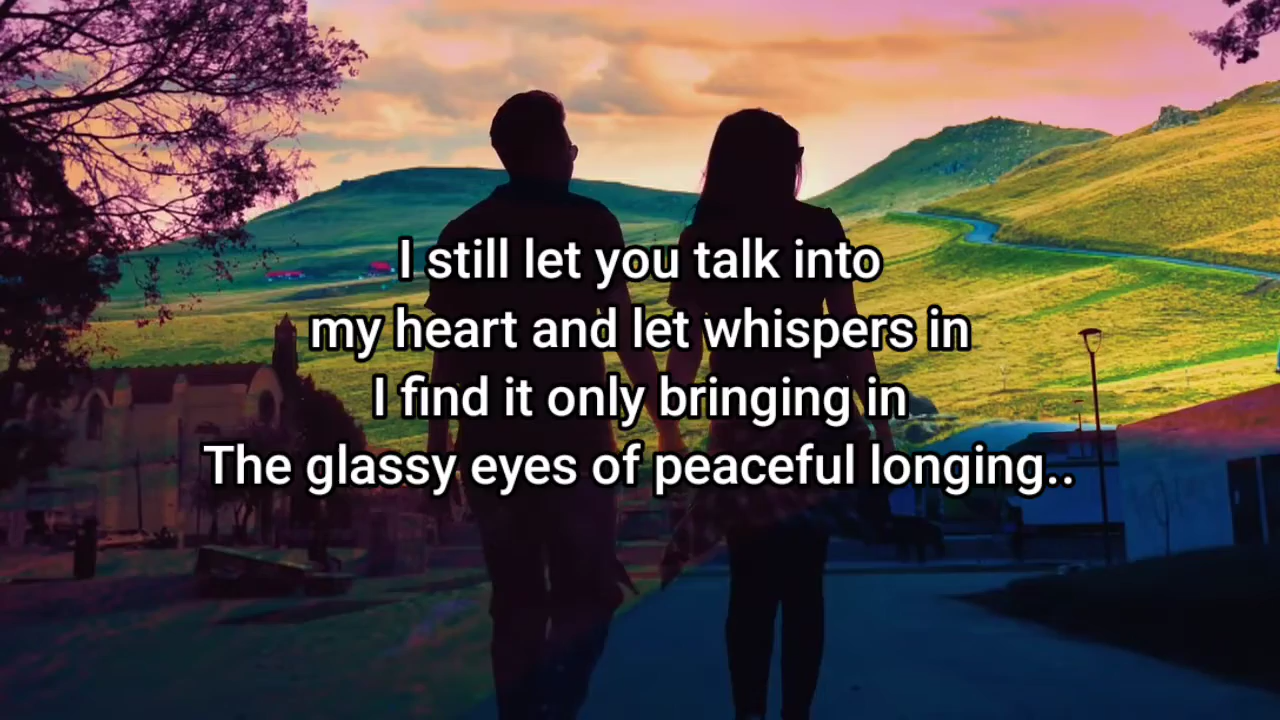 I still let you talk into
my heart and let whispers in
I find it only bringing in
The glassy eyes of peaceful longing..